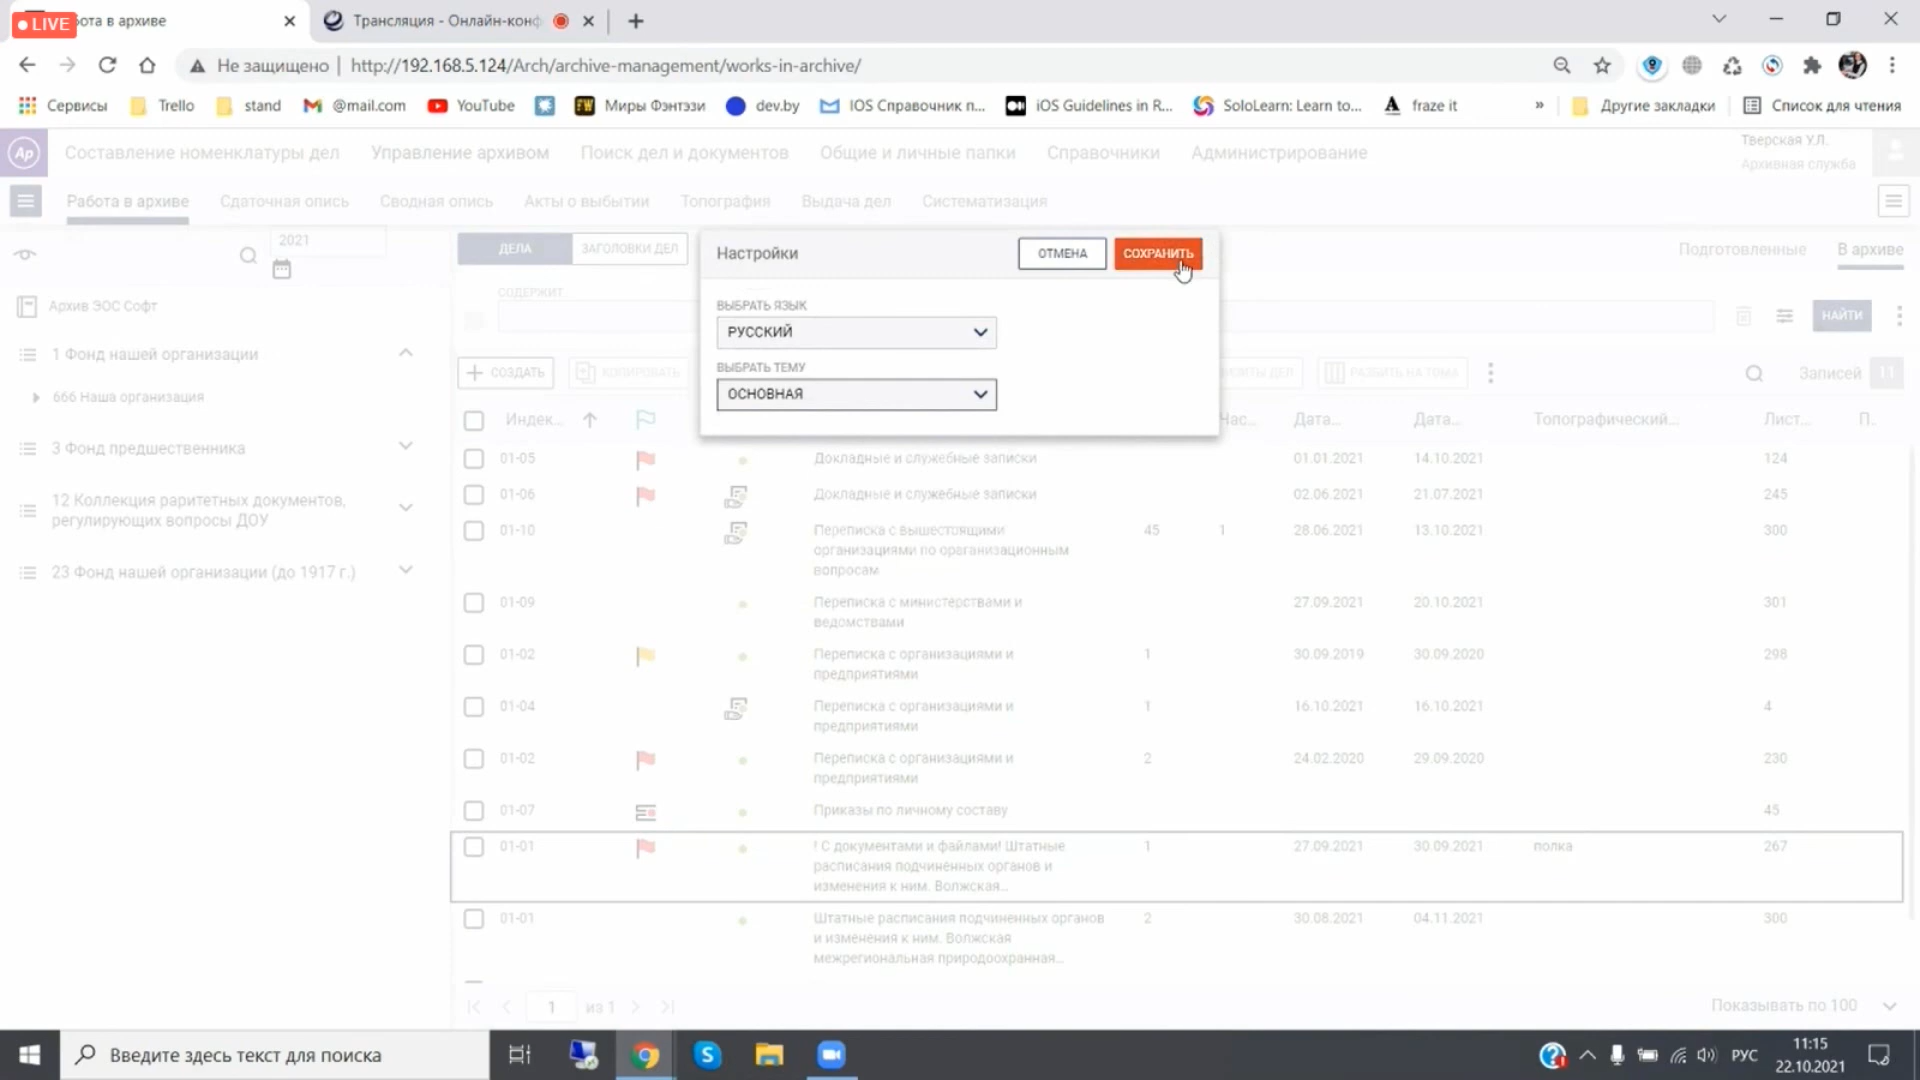 LIVE
бота в архиве
Трансляция - Онлайн-конф
Не защищено | http://192.168.5.124/Arch/archive-management/works-in-archive/
Сервисы Trello stand @mail.com YouTube Миры Фэнтэзи dev.by IOS Справочник п... iOS Guidelines in R... SoloLearn: Learn to... fraze it » Другие закладки Список для чтения
Ар Составление номенклатуры дел Управление архивом Поиск дел и документов Общие и личные папки Справочники Администрирование
Тверская У.Л.
Архивная служба
Работа в архиве Сдаточная опись Сводная опись Акты о выбытии Топография Выдача дел Систематизация
2021
ДЕЛА ЗАГОЛОВКИ ДЕЛ
Настройки ОТМЕНА СОХРАНИТЬ
Подготовленные В архиве
Архив ЭОС Софт
СОДЕРЖИТ
ВЫБРАТЬ ЯЗЫК
РУССКИЙ
НАЙТИ
1 Фонд нашей организации
ВЫБРАТЬ ТЕМУ
ОСНОВНАЯ
СОЗДАТЬ КОПИРОВАТЬ ЗИТЫ ДЕЛ РАЗБИТЬ НА ТОМА
Записей 11
666 Наша организация
3 Фонд предшественника
12 Коллекция раритетных документов,
регулирующих вопросы ДОУ
23 Фонд нашей организации (до 1917 г.)
Индек... Час... Дата... Дата... Топографический... Лист... П.
01-05 Докладные и служебные записки 01.01.2021 14.10.2021 124
01-06 Докладные и служебные записки 02.06.2021 21.07.2021 245
01-10 Переписка с вышестоящими 45 1 28.06.2021 13.10.2021 300
организациями по организационным
вопросам
01-09 Переписка с министерствами и 27.09.2021 20.10.2021 301
ведомствами
01-02 Переписка с организациями и 1 30.09.2019 30.09.2020 298
предприятиями
01-04 Переписка с организациями и 1 16.10.2021 16.10.2021 4
предприятиями
01-02 Переписка с организациями и 2 24.02.2020 29.09.2020 230
предприятиями
01-07 Приказы по личному составу 45
01-01 ! С документами и файлами! Штатные 1 27.09.2021 30.09.2021 полка 267
расписания подчиненных органов и
изменения к ним. Волжская...
01-01 Штатные расписания подчиненных органов 2 30.08.2021 04.11.2021 300
и изменения к ним. Волжская
межрегиональная природоохранная...
1 из 1
Показывать по 100
Введите здесь текст для поиска
РУС
11:15
22.10.2021